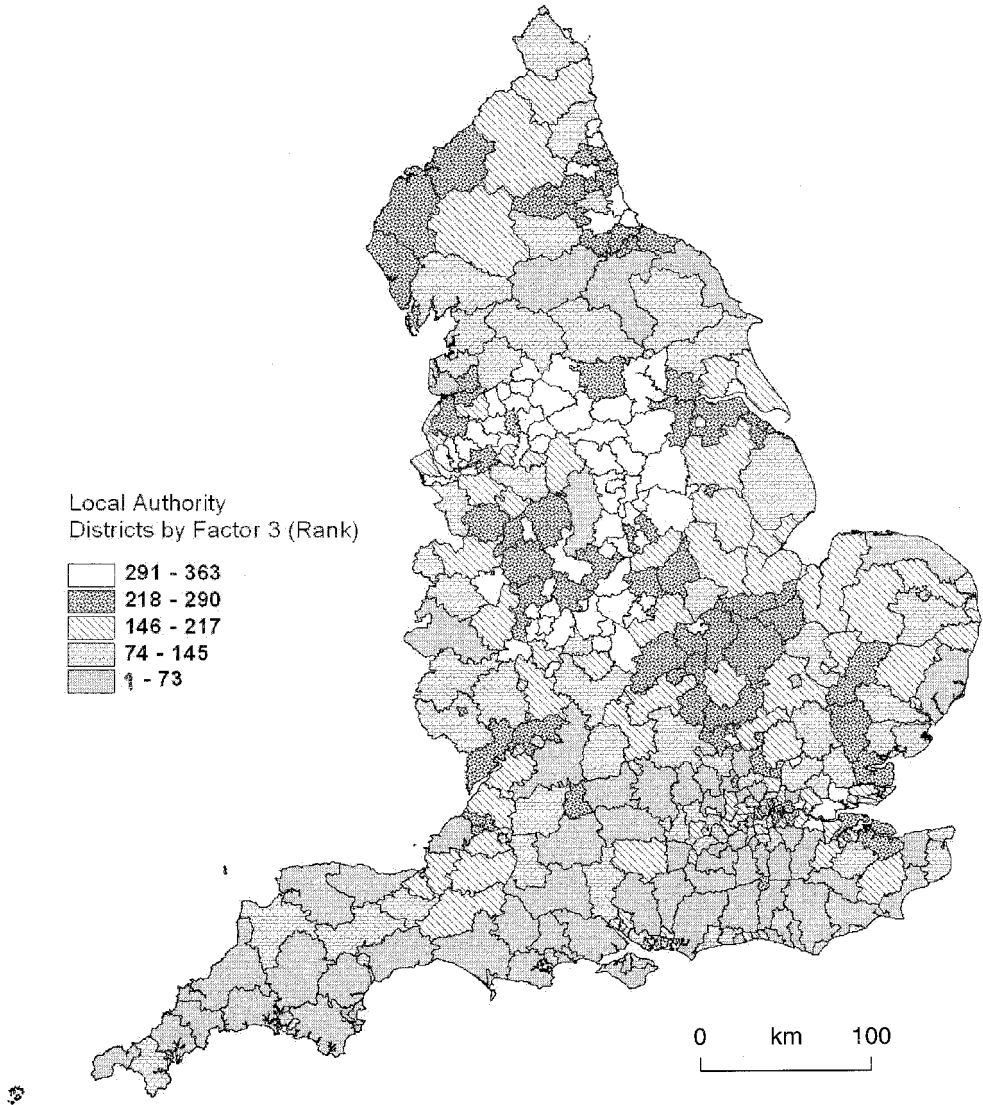 Local Authority
Districts by Factor 3 (Rank)
291 - 363
218 - 290
146 - 217
74 - 145
1 - 73
0 km 100